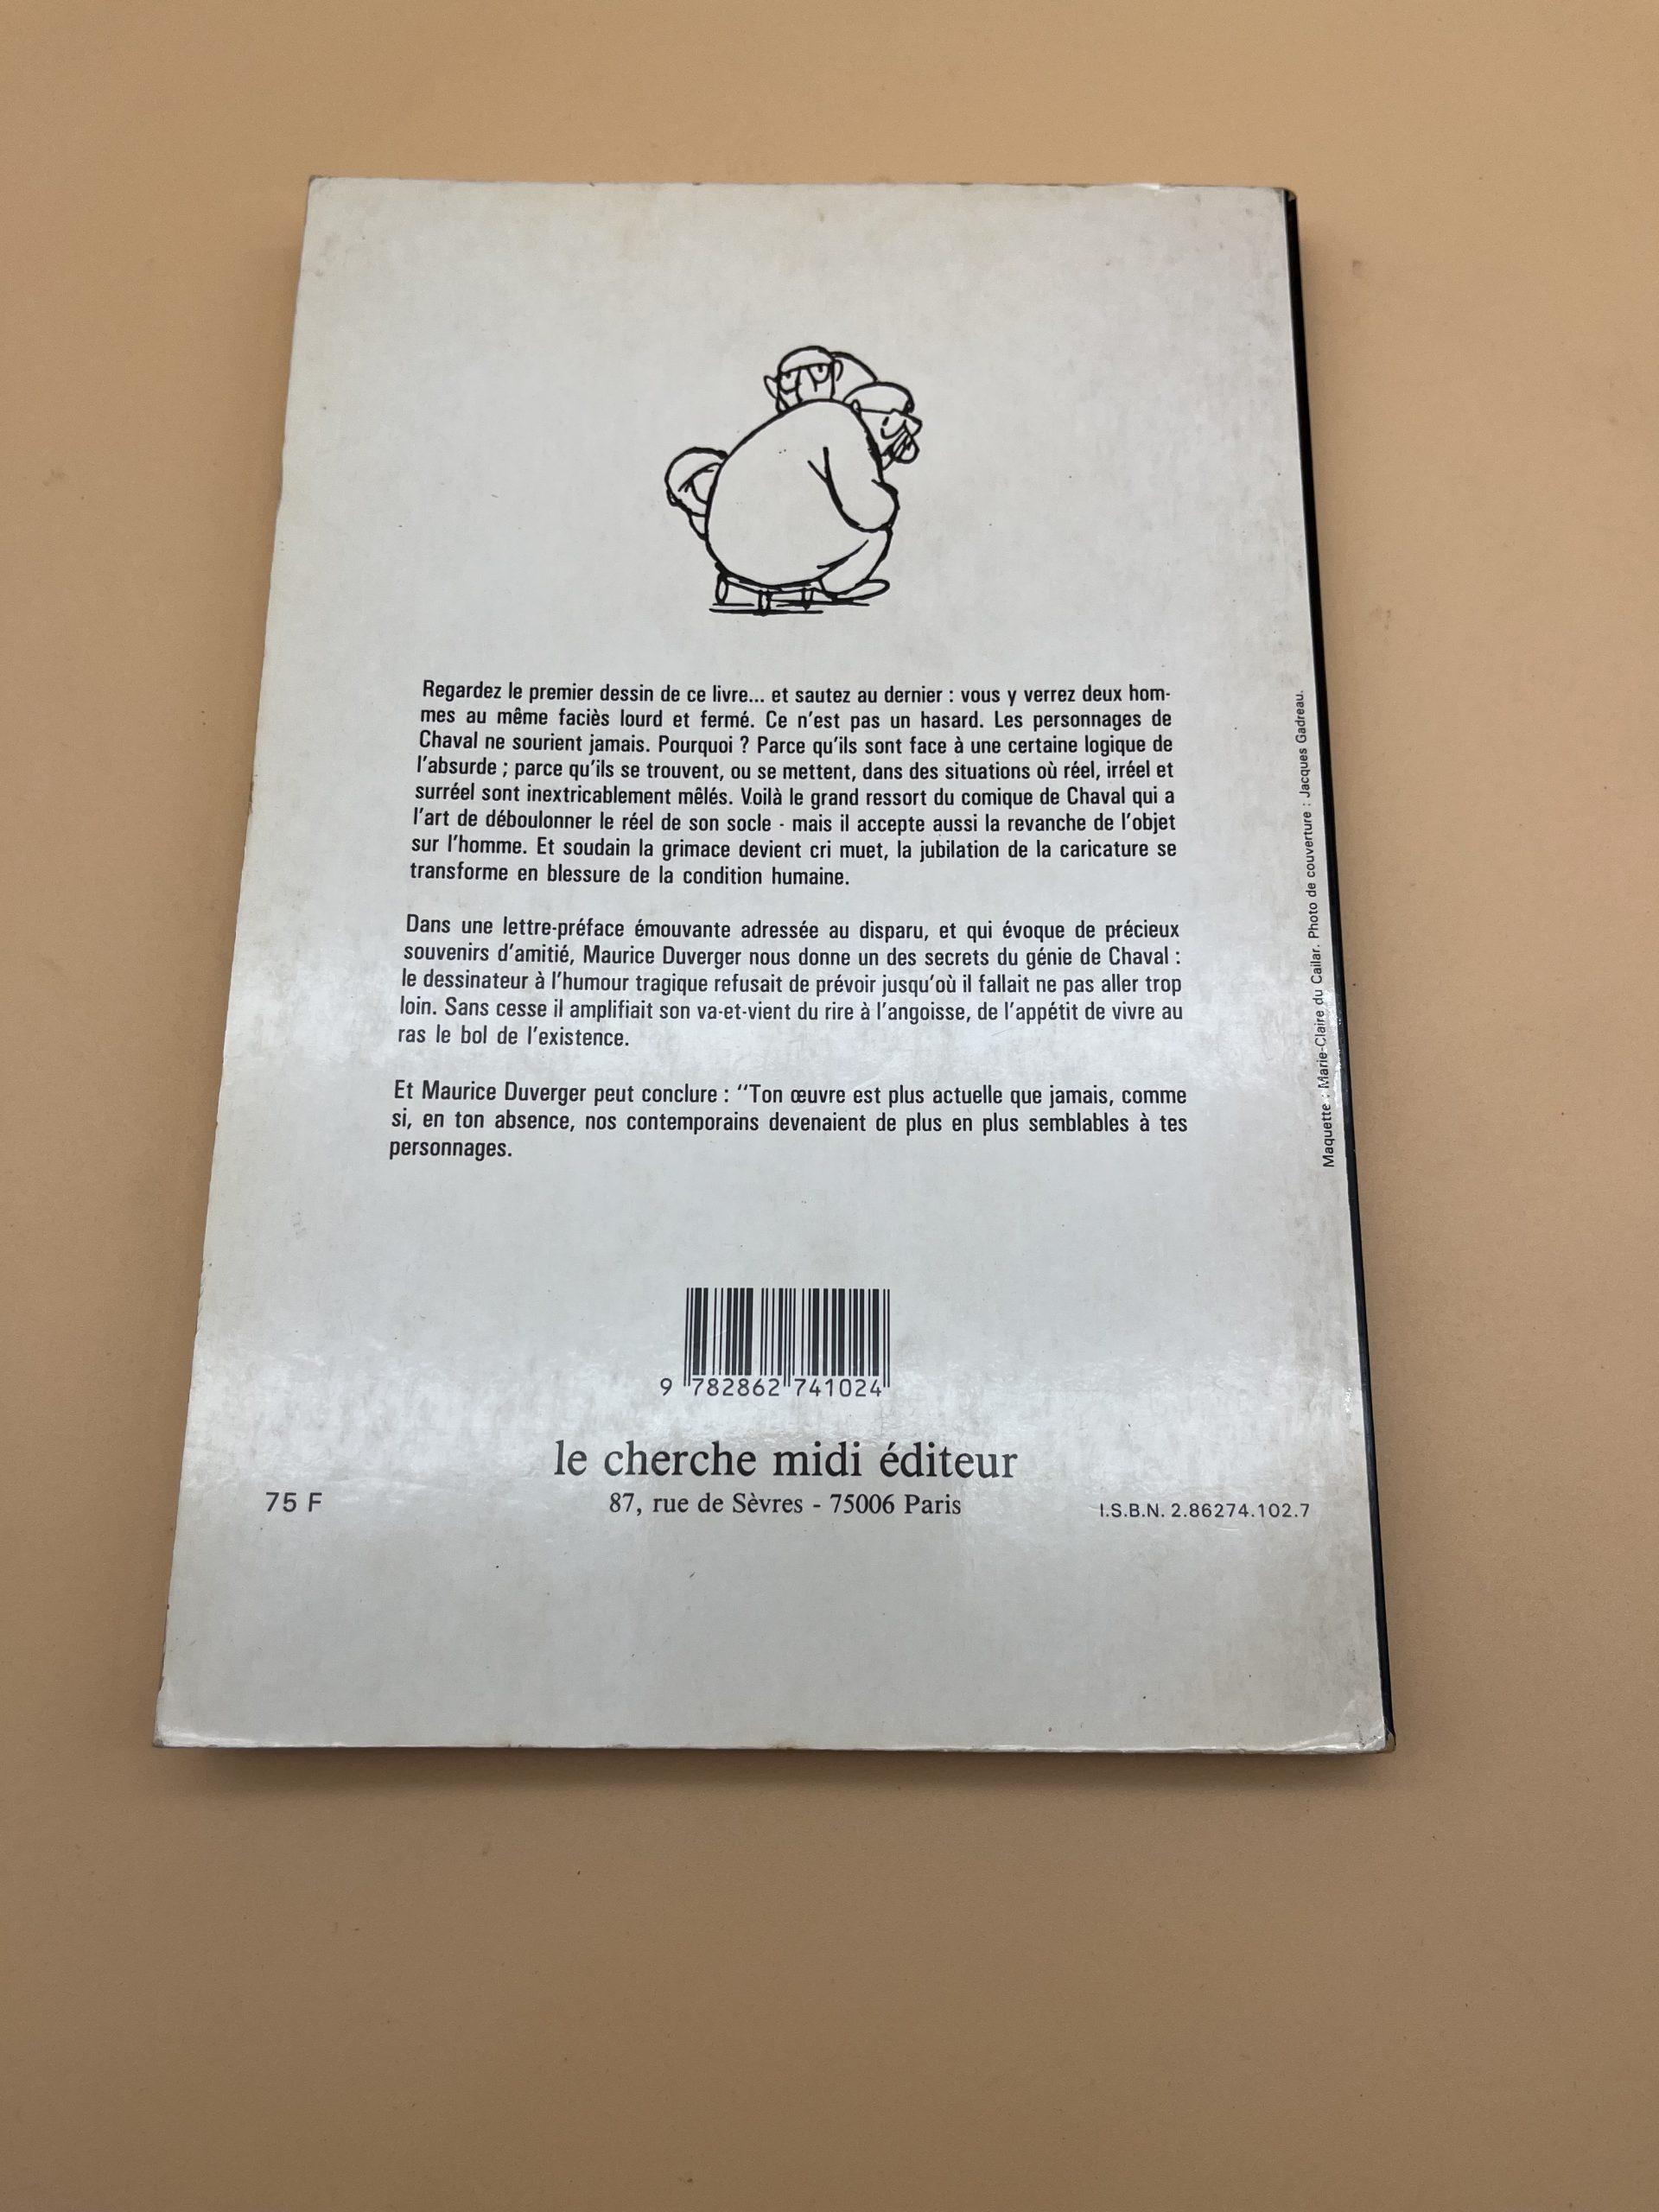 Regardez le premier dessin de ce livre... et sautez au dernier : vous y verrez deux hom-
mes au même faciès lourd et fermé. Ce n'est pas un hasard. Les personnages de
Chaval ne sourient jamais. Pourquoi ? Parce qu'ils sont face à une certaine logique de
l'absurde ; parce qu'ils se trouvent, ou se mettent, dans des situations où réel, irréel et
surréel sont inextricablement mêlés. Voilà le grand ressort du comique de Chaval qui a
l'art de déboulonner le réel de son socle - mais il accepte aussi la revanche de l'objet
sur l'homme. Et soudain la grimace devient cri muet, la jubilation de la caricature se
transforme en blessure de la condition humaine.
Dans une lettre-préface émouvante adressée au disparu, et qui évoque de précieux
souvenirs d'amitié, Maurice Duverger nous donne un des secrets du génie de Chaval :
le dessinateur à l'humour tragique refusait de prévoir jusqu'où il fallait ne pas aller trop
loin. Sans cesse il amplifiait son va-et-vient du rire à l'angoisse, de l'appétit de vivre au
ras le bol de l'existence.
Et Maurice Duverger peut conclure : ‘‘Ton œuvre est plus actuelle que jamais, comme
si, en ton absence, nos contemporains devenaient de plus en plus semblables à tes
personnages.
Maquette : Marie-Claire du Cailar. Photo de couverture : Jacques Gadreau.
9 782862 741024
le cherche midi éditeur
75 F
87, rue de Sèvres - 75006 Paris
I.S.B.N. 2.86274.102.7